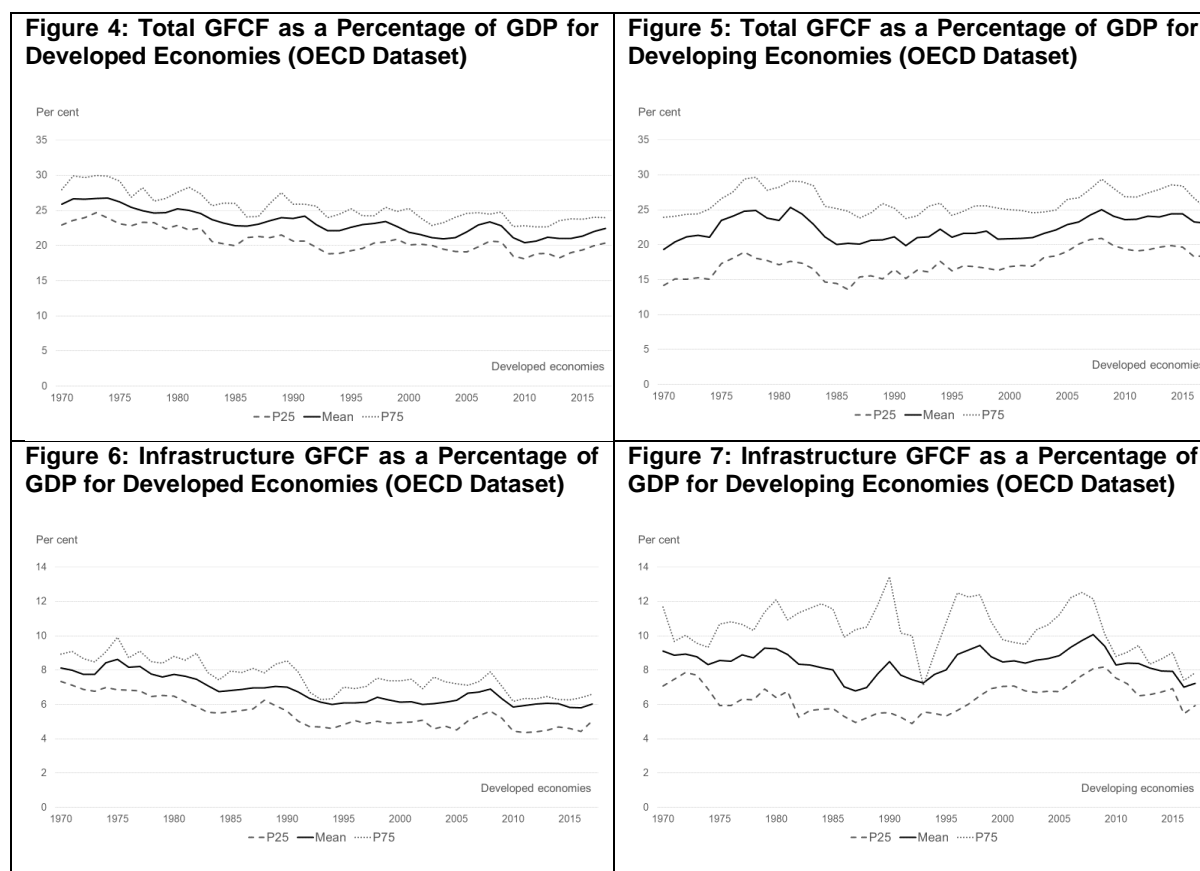 Figure 4: Total GFCF as a Percentage of GDP for
Developed Economies (OECD Dataset)
Per cent
35
30
25
20
15
10
5
0
Developed economies
1970 1975 1980 1985 1990 1995 2000 2005 2010 2015
P25 Mean P75
Figure 5: Total GFCF as a Percentage of GDP for
Developing Economies (OECD Dataset)
Per cent
35
30
25
20
15
10
5
0
Developed economies
1970 1975 1980 1985 1990 1995 2000 2005 2010 2015
P25 Mean P75
Figure 6: Infrastructure GFCF as a Percentage of
GDP for Developed Economies (OECD Dataset)
Per cent
14
12
10
8
6
4
2
0
Developed economies
1970 1975 1980 1985 1990 1995 2000 2005 2010 2015
P25 Mean P75
Figure 7: Infrastructure GFCF as a Percentage of
GDP for Developing Economies (OECD Dataset)
Per cent
14
12
10
8
6
4
2
0
Developing economies
1970 1975 1980 1985 1990 1995 2000 2005 2010 2015
P25 Mean P75